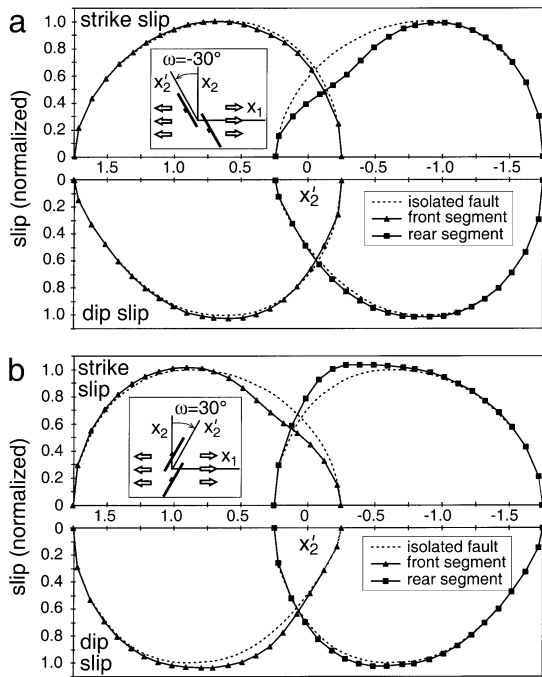 a
strike slip
1.0
0.8
0.6
0.4
0.2
0
ω=-30°
x₂′ x₂
x₁
1.5 1.0 0.5 0 -0.5 -1.0 -1.5
x₂′
slip (normalized)
0
0.2
0.4
0.6
0.8
1.0
isolated fault
front segment
rear segment
dip slip
b
strike
slip
1.0
0.8
0.6
0.4
0.2
0
ω=30°
x₂ x₂′
x₁
1.5 1.0 0.5 0 -0.5 -1.0 -1.5
x₂′
slip (normalized)
0
0.2
0.4
0.6
0.8
1.0
isolated fault
front segment
rear segment
dip
slip